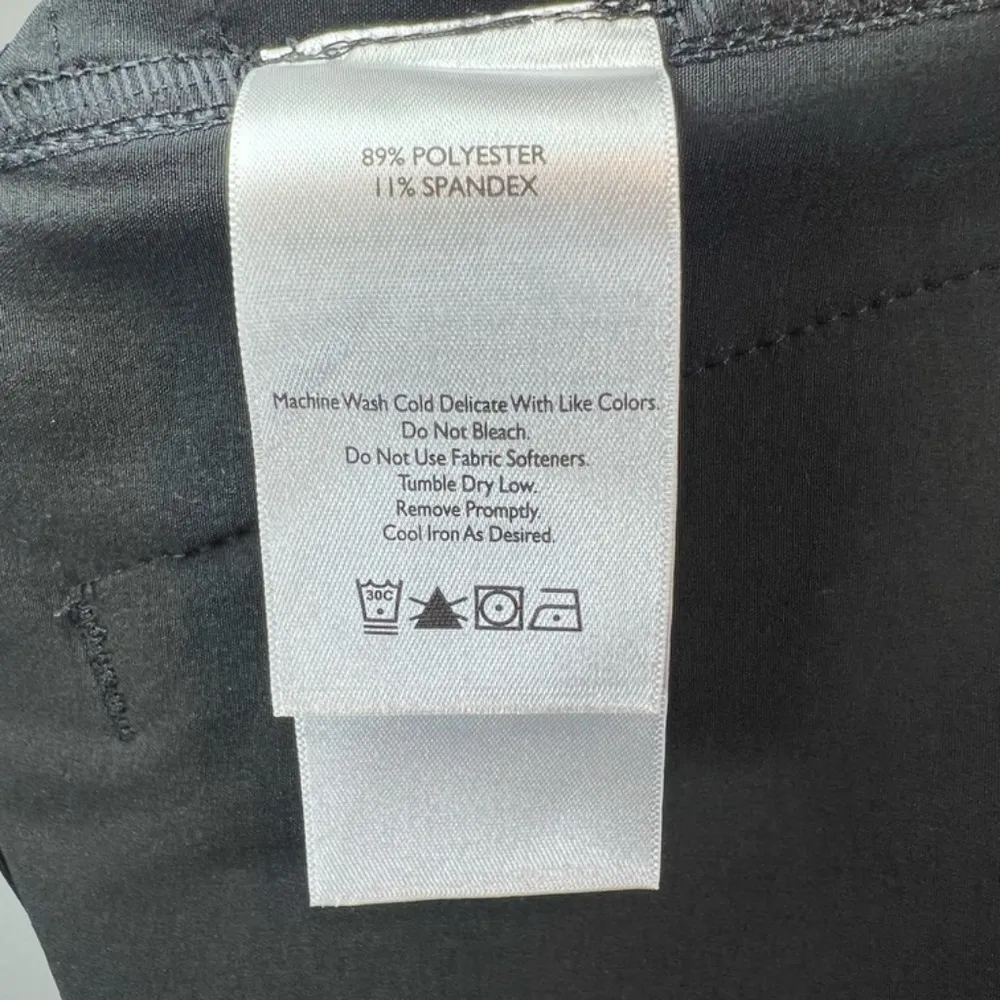 89% POLYESTER
11% SPANDEX
Machine Wash Cold Delicate With Like Colors.
Do Not Bleach.
Do Not Use Fabric Softeners.
Tumble Dry Low.
Remove Promptly.
Cool Iron As Desired.
30C